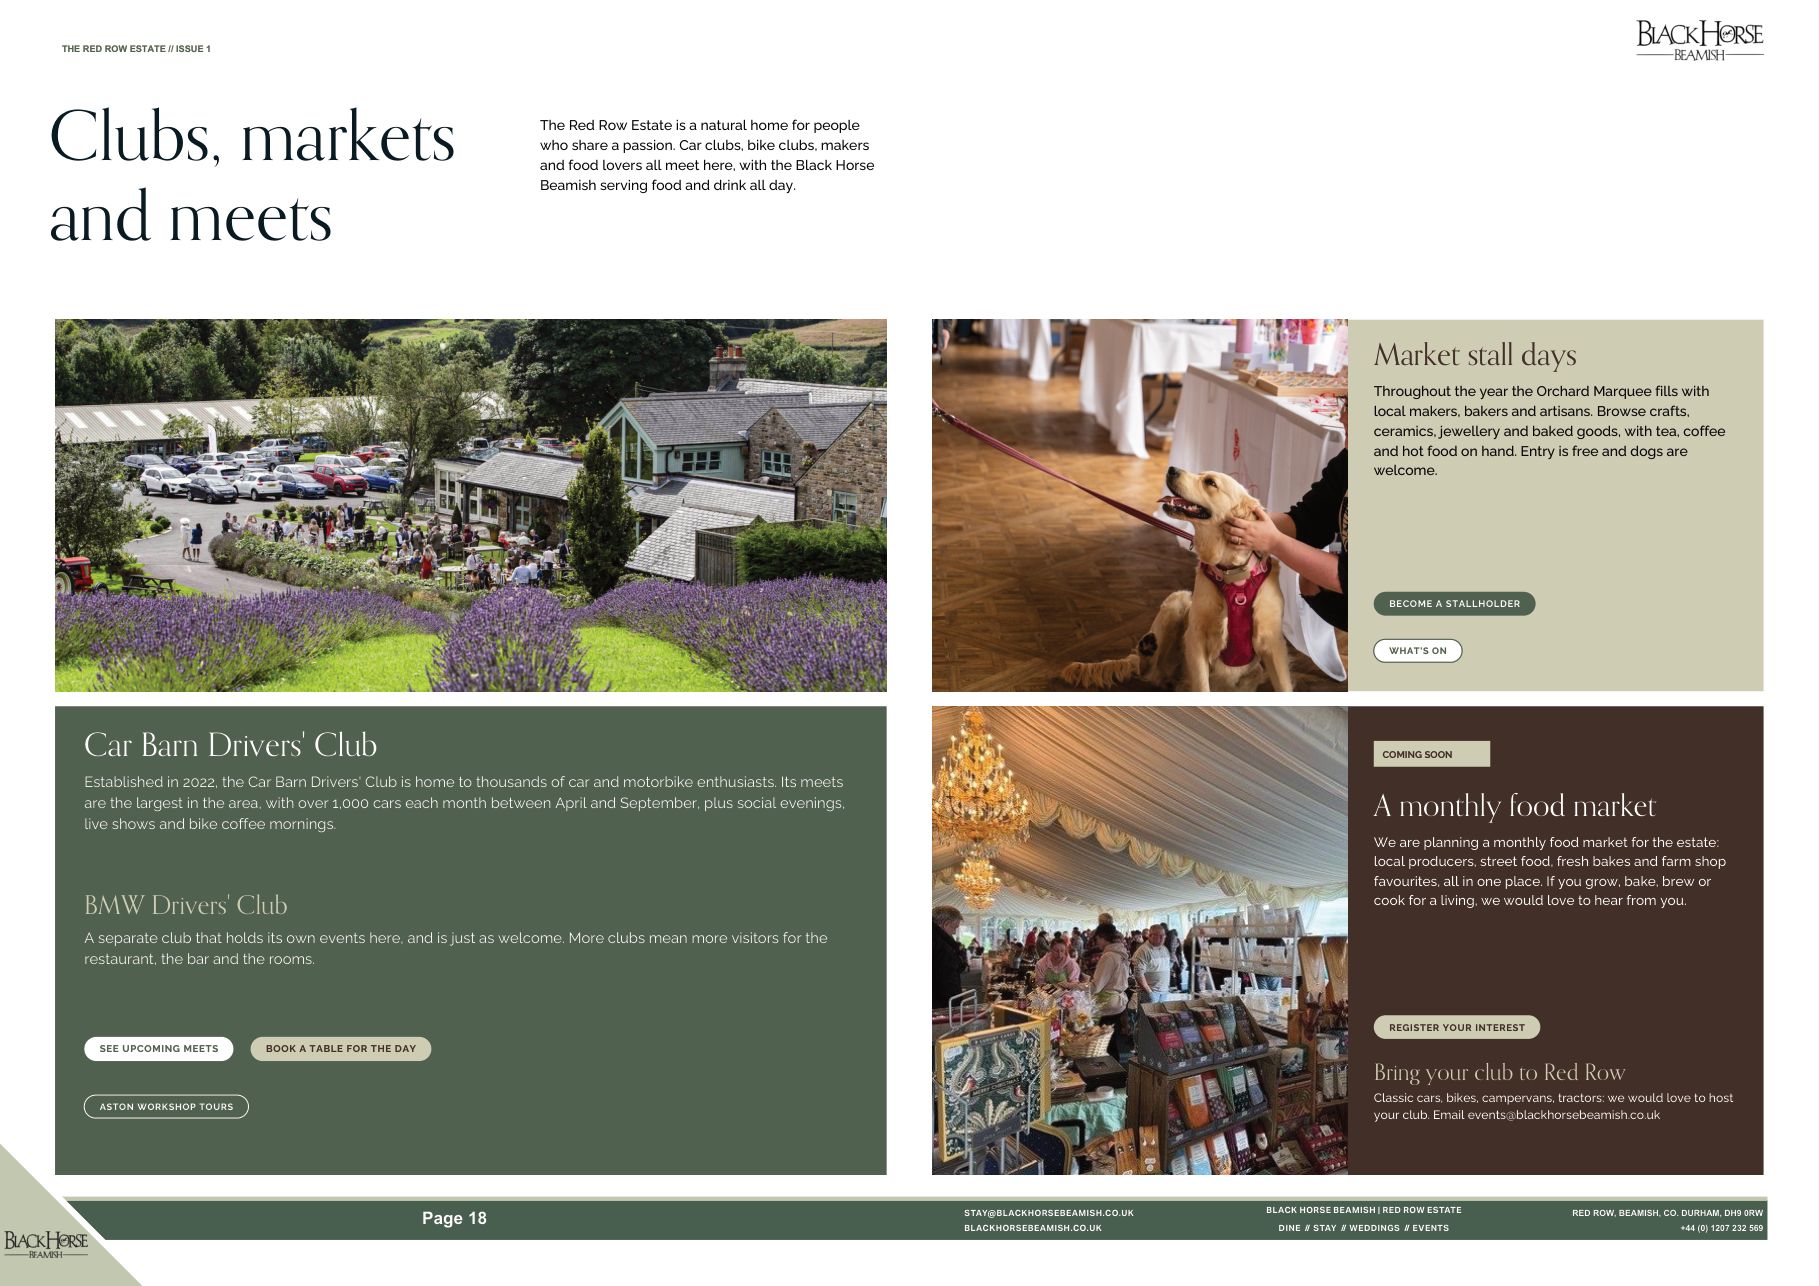 THE RED ROW ESTATE // ISSUE 1
BLACK HORSE
BEAMISH
Clubs, markets
and meets
The Red Row Estate is a natural home for people
who share a passion. Car clubs, bike clubs, makers
and food lovers all meet here, with the Black Horse
Beamish serving food and drink all day.
Market stall days
Throughout the year the Orchard Marquee fills with
local makers, bakers and artisans. Browse crafts,
ceramics, jewellery and baked goods, with tea, coffee
and hot food on hand. Entry is free and dogs are
welcome.
BECOME A STALLHOLDER
WHAT'S ON
Car Barn Drivers' Club
Established in 2022, the Car Barn Drivers' Club is home to thousands of car and motorbike enthusiasts. Its meets
are the largest in the area, with over 1,000 cars each month between April and September, plus social evenings,
live shows and bike coffee mornings.
BMW Drivers' Club
A separate club that holds its own events here, and is just as welcome. More clubs mean more visitors for the
restaurant, the bar and the rooms.
SEE UPCOMING MEETS
BOOK A TABLE FOR THE DAY
ASTON WORKSHOP TOURS
COMING SOON
A monthly food market
We are planning a monthly food market for the estate:
local producers, street food, fresh bakes and farm shop
favourites, all in one place. If you grow, bake, brew or
cook for a living, we would love to hear from you.
REGISTER YOUR INTEREST
Bring your club to Red Row
Classic cars, bikes, campervans, tractors: we would love to host
your club. Email events@blackhorsebeamish.co.uk
BLACK HORSE
BEAMISH
Page 18
STAY@BLACKHORSEBEAMISH.CO.UK
BLACKHORSEBEAMISH.CO.UK
BLACK HORSE BEAMISH | RED ROW ESTATE
DINE // STAY // WEDDINGS // EVENTS
RED ROW, BEAMISH, CO. DURHAM, DH9 0RW
+44 (0) 1207 232 569